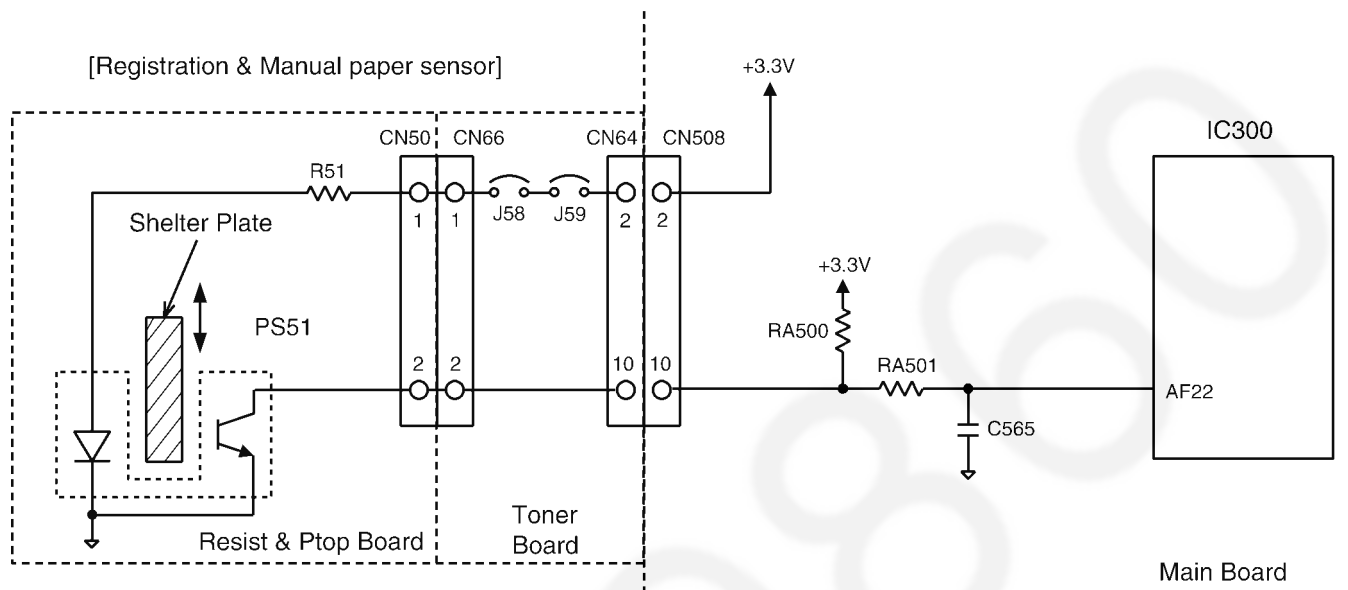 [Registration & Manual paper sensor]
+3.3V
CN50 CN66 CN64 CN508
IC300
R51
J58 J59
1 1 2 2
Shelter Plate
PS51
+3.3V
RA500
RA501
2 2 10 10
AF22
C565
Resist & Ptop Board
Toner
Board
Main Board
860